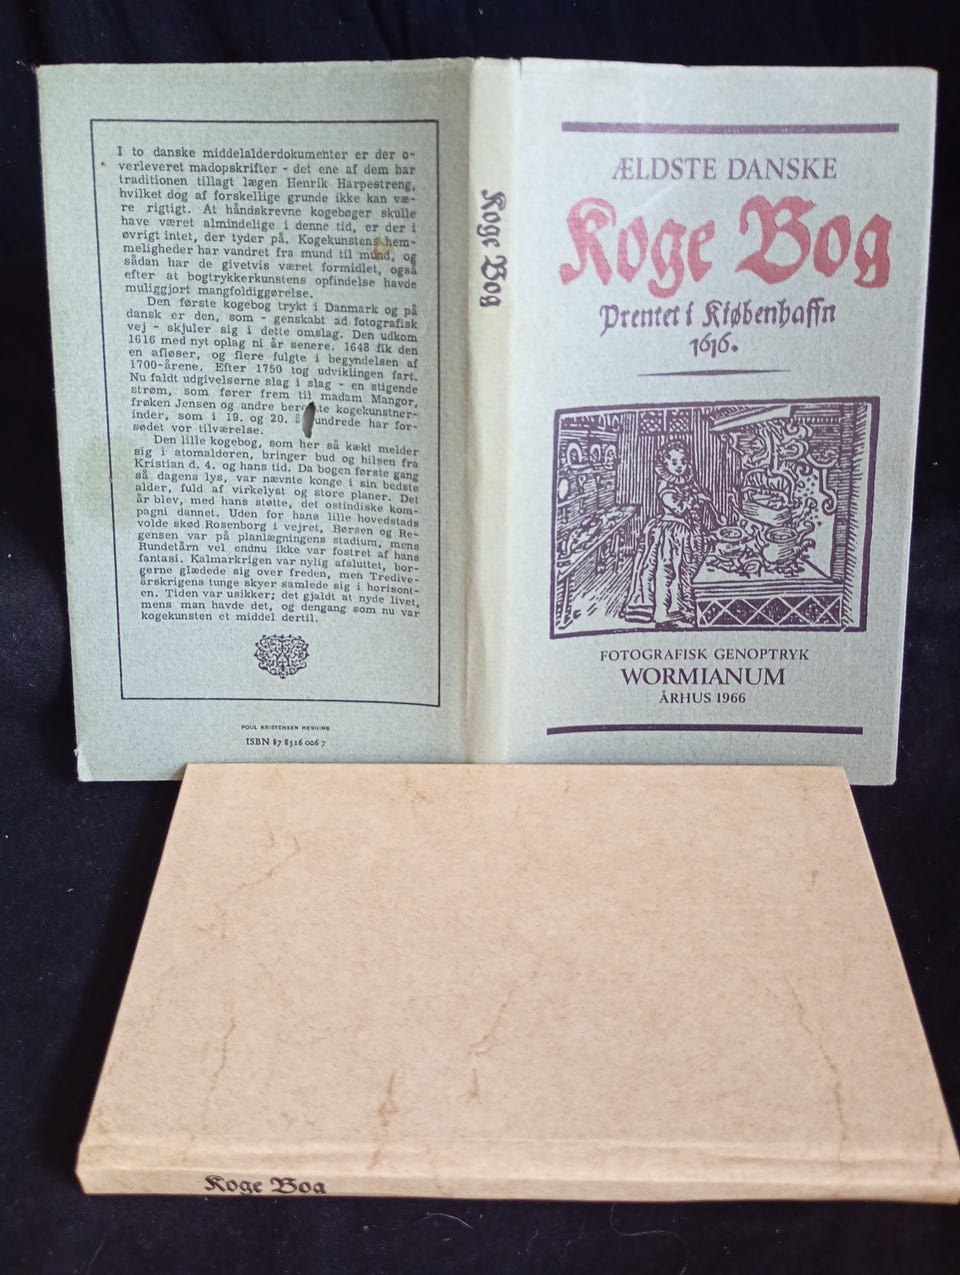 I to danske middelalderdokumenter er der o-
verleveret madopskrifter - det ene af dem har
traditionen tillagt lægen Henrik Harpestreng,
hvilket dog af forskellige grunde ikke kan væ-
re rigtigt. At håndskrevne kogebøger skulle
have været almindelige i denne tid, er der i
øvrigt intet, der tyder på. Kogekunstens hem-
meligheder har vandret fra mund til mund, og
sådan har de givetvis været formidlet, også
efter at bogtrykkerkunstens opfindelse havde
muliggjort mangfoldiggørelse.
Den første kogebog trykt i Danmark og på
dansk er den, som - genskabt ad fotografisk
vej - skjuler sig i dette omslag. Den udkom
1616 med nyt oplag ni år senere. 1648 fik den
en afløser, og flere fulgte i begyndelsen af
1700-årene. Efter 1750 tog udviklingen fart.
Nu faldt udgivelserne slag i slag - en stigende
strøm, som fører frem til madam Mangor,
frøken Jensen og andre kogekunstner-
inder, som i 19. og 20. har for-
sødet vor tilværelse.
Den lille kogebog, som her så kækt melder
sig i atomalderen, bringer bud og hilsen fra
Kristian d. 4. og hans tid. Da bogen første gang
så dagens lys, var nævnte konge i sin bedste
alder, fuld af virkelyst og store planer. Det
år blev, med hans støtte, det ostindiske kom-
pagni dannet. Uden for hans lille hovedstads
volde skød Rosenborg i vejret, Børsen og Re-
gensen var på planlægningens stadium, mens
Rundetårn vel endnu ikke var fostret af hans
fantasi. Kalmarkrigen var nylig afsluttet, bor-
gerne glædede sig over freden, men Tredive-
årskrigens tunge skyer samlede sig i horisont-
en. Tiden var usikker; det gjaldt at nyde livet,
mens man havde det, og dengang som nu var
kogekunsten et middel dertil.
POUL KRISTENSEN HERNING
ISBN 87 8516 006 7
Koge Bog
ÆLDSTE DANSKE
Koge Bog
Prentet i Kiøbenhaffn
1616.
FOTOGRAFISK GENOPTRYK
WORMIANUM
ÅRHUS 1966
Koge Bog